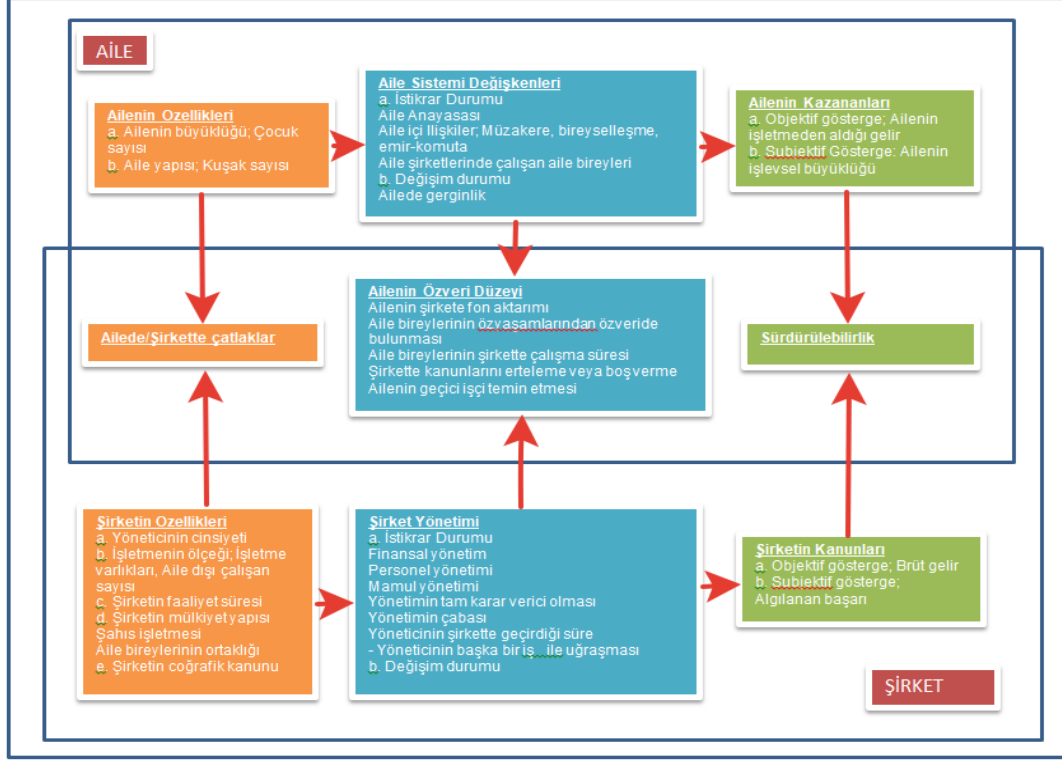 AİLE
Ailenin Ozellikleri
a. Ailenin büyüklüğü; Çocuk
sayısı
b. Aile yapısı; Kuşak sayısı
Aile Sistemi Değişkenleri
a. İstikrar Durumu
Aile Anayasası
Aile içi Ilişkiler; Müzakere, bireyselleşme,
emir-komuta
Aile şirketlerinde çalışan aile bireyleri
b. Değişim durumu
Ailede gerginlik
Ailenin Kazananları
a. Objektif gösterge; Ailenin
işletmeden aldığı gelir
b. Subjektif Gösterge: Ailenin
işlevsel büyüklüğü
Ailede/Şirkette çatlaklar
Ailenin Özveri Düzeyi
Ailenin şirkete fon aktarımı
Aile bireylerinin özyaşamlarından özveride
bulunması
Aile bireylerinin şirkette çalışma süresi
Şirkette kanunlarını erteleme veya boş verme
Ailenin geçici işçi temin etmesi
Sürdürülebilirlik
Şirketin Ozellikleri
a. Yöneticinin cinsiyeti
b. İşletmenin ölçeği; İşletme
varlıkları, Aile dışı çalışan
sayısı
c. Şirketin faaliyet süresi
d. Şirketin mülkiyet yapısı
Şahıs işletmesi
Aile bireylerinin ortaklığı
e. Şirketin coğrafik kanunu
Şirket Yönetimi
a. İstikrar Durumu
Finansal yönetim
Personel yönetimi
Mamul yönetimi
Yönetimin tam karar verici olması
Yönetimin çabası
Yöneticinin şirkette geçirdiği süre
- Yöneticinin başka bir iş ile uğraşması
b. Değişim durumu
Şirketin Kanunları
a. Objektif gösterge; Brüt gelir
b. Subjektif gösterge;
Algılanan başarı
ŞİRKET